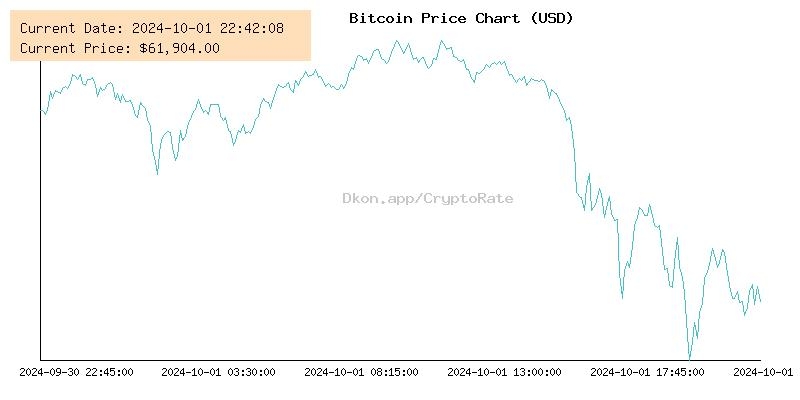 Bitcoin Price Chart (USD)
Current Date: 2024-10-01 22:42:08
Current Price: $61,904.00
Dkon.app/CryptoRate
2024-09-30 22:45:00 2024-10-01 03:30:00 2024-10-01 08:15:00 2024-10-01 13:00:00 2024-10-01 17:45:00 2024-10-01